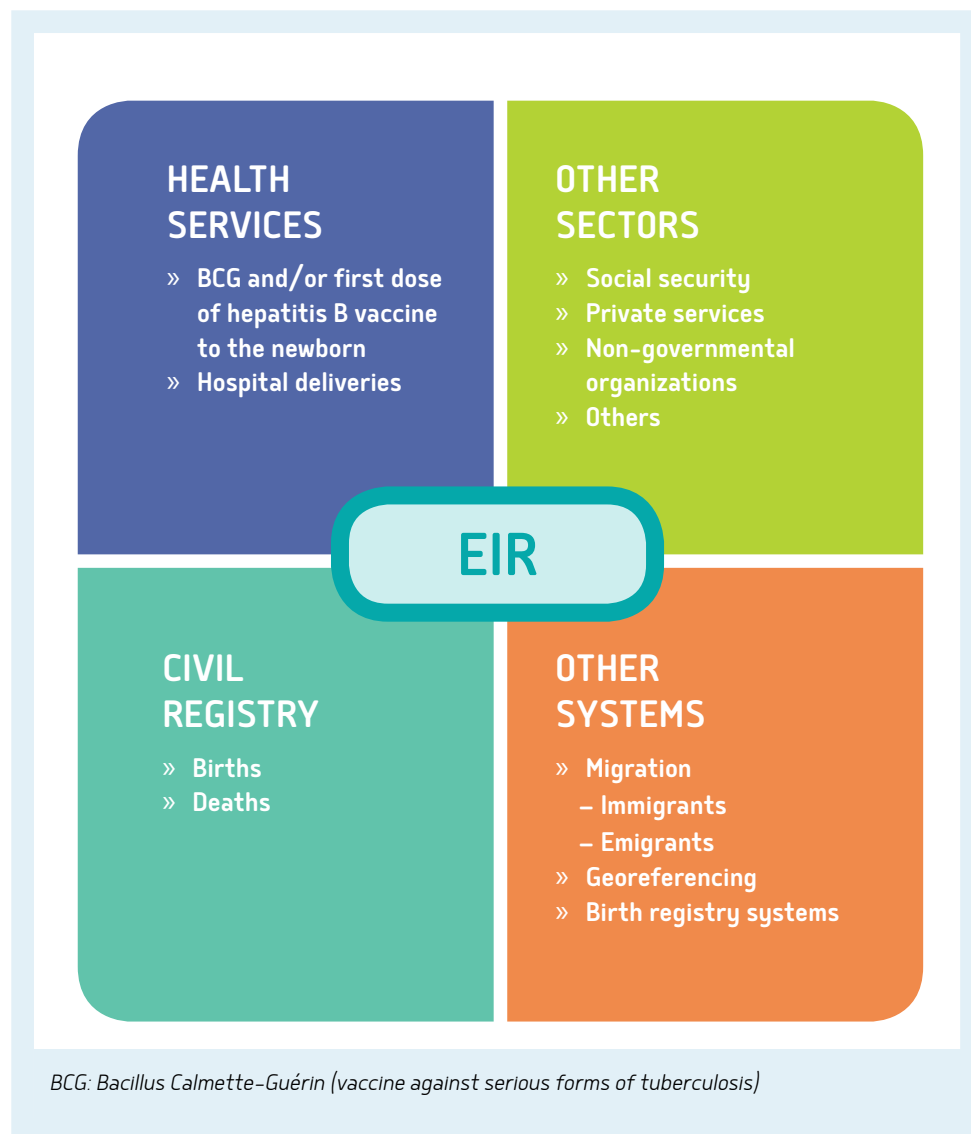 HEALTH
SERVICES
» BCG and/or first dose
of hepatitis B vaccine
to the newborn
» Hospital deliveries
OTHER
SECTORS
» Social security
» Private services
» Non-governmental
organizations
» Others
EIR
CIVIL
REGISTRY
» Births
» Deaths
OTHER
SYSTEMS
» Migration
– Immigrants
– Emigrants
» Georeferencing
» Birth registry systems
BCG: Bacillus Calmette-Guérin (vaccine against serious forms of tuberculosis)